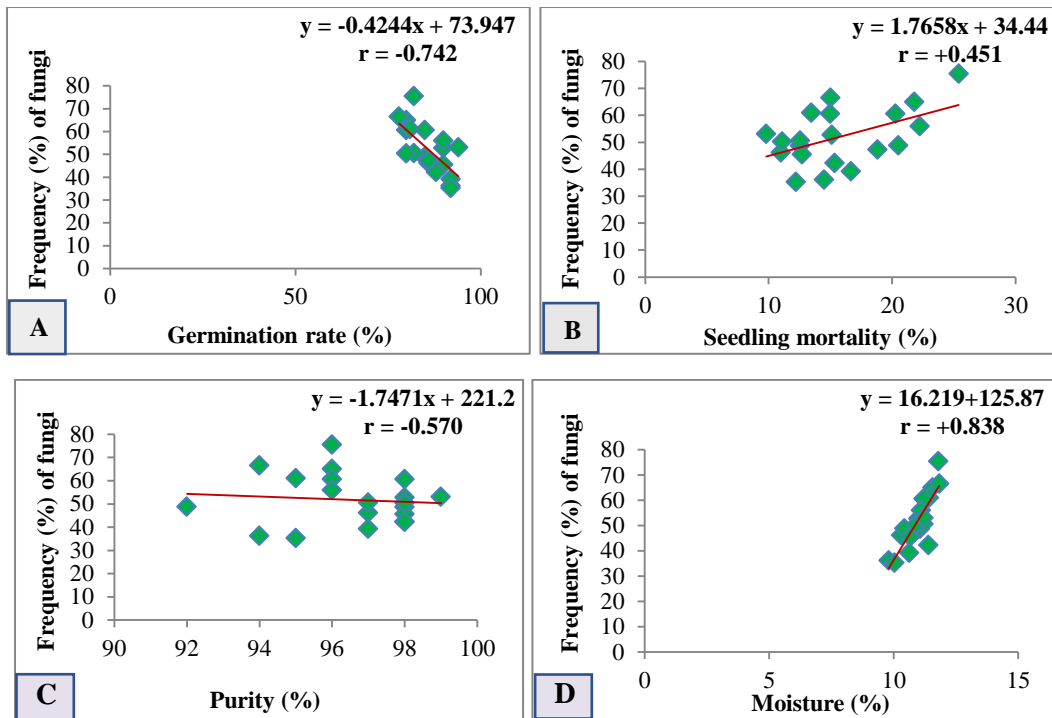 y = -0.4244x + 73.947
r = -0.742
Frequency (%) of fungi
80
70
60
50
40
30
20
10
0
0 50 100
Germination rate (%)
A
y = 1.7658x + 34.44
r = +0.451
Frequency (%) of fungi
80
70
60
50
40
30
20
10
0
0 10 20 30
Seedling mortality (%)
B
y = -1.7471x + 221.2
r = -0.570
Frequency (%) of fungi
80
70
60
50
40
30
20
10
0
90 92 94 96 98 100
Purity (%)
C
y = 16.219+125.87
r = +0.838
Frequency (%) of fungi
80
70
60
50
40
30
20
10
0
0 5 10 15
Moisture (%)
D